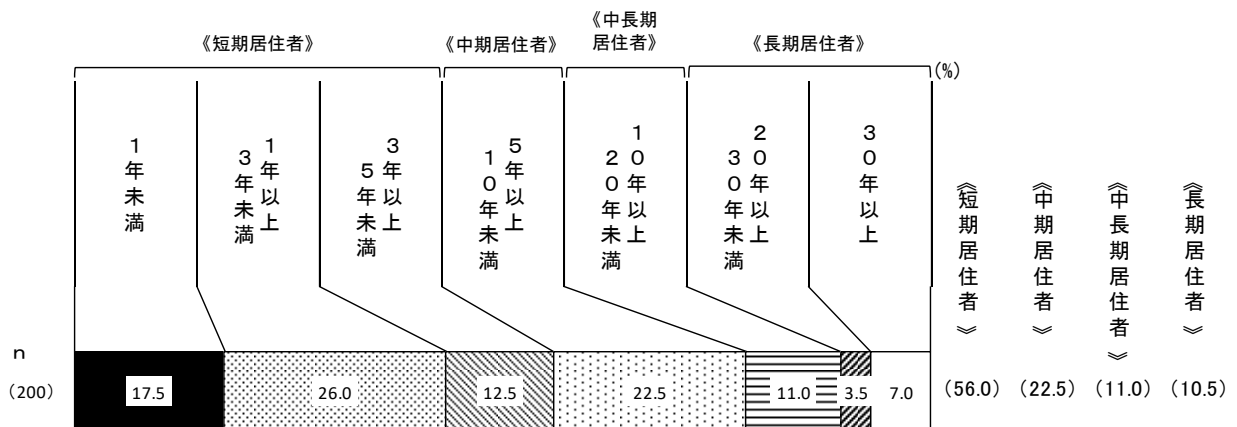 《短期居住者》
《中期居住者》
《中長期
居住者》
《長期居住者》
(%)
1年未満
1年以上
3年未満
3年以上
5年未満
5年以上
10年未満
10年以上
20年未満
20年以上
30年未満
30年以上
《短期居住者》
《中期居住者》
《中長期居住者》
《長期居住者》
n
(200)
17.5
26.0
12.5
22.5
11.0
3.5
7.0
(56.0)
(22.5)
(11.0)
(10.5)